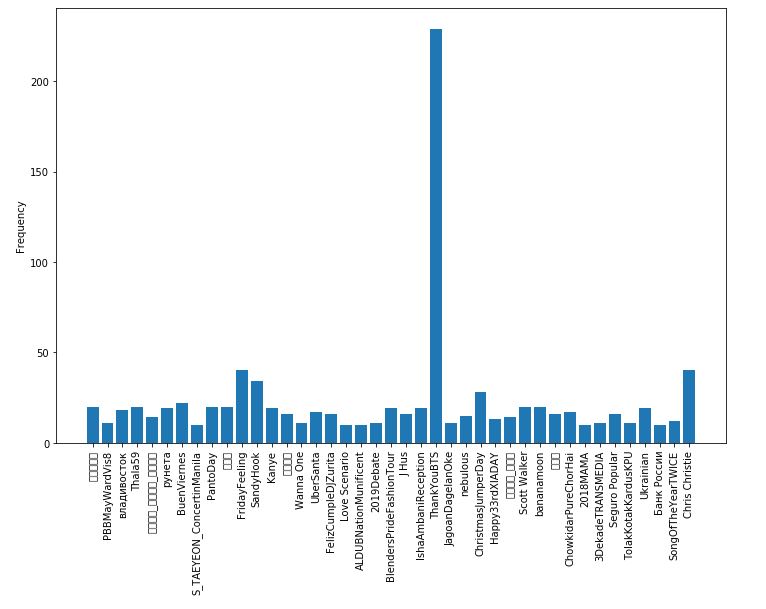 Frequency
200
150
100
50
0
PBBMayWardVis8
владивосток
Thala59
рунета
BuenViernes
S_TAEYEON_ConcertinManila
PantoDay
FridayFeeling
SandyHook
Kanye
Wanna One
UberSanta
FelizCumpleDJZurita
Love Scenario
ALDUBNationMunificent
2019Debate
BlendersPrideFashionTour
J Hus
IshaAmbaniReception
ThankYouBTS
JagoanDagelanOke
nebulous
ChristmasJumperDay
Happy33rdXIADAY
Scott Walker
bananamoon
ChowkidarPureChorHai
2018MAMA
3DekadeTRANSMEDIA
Seguro Popular
TolakKotakKardusKPU
Ukrainian
Банк России
SongOfTheYearTWICE
Chris Christie